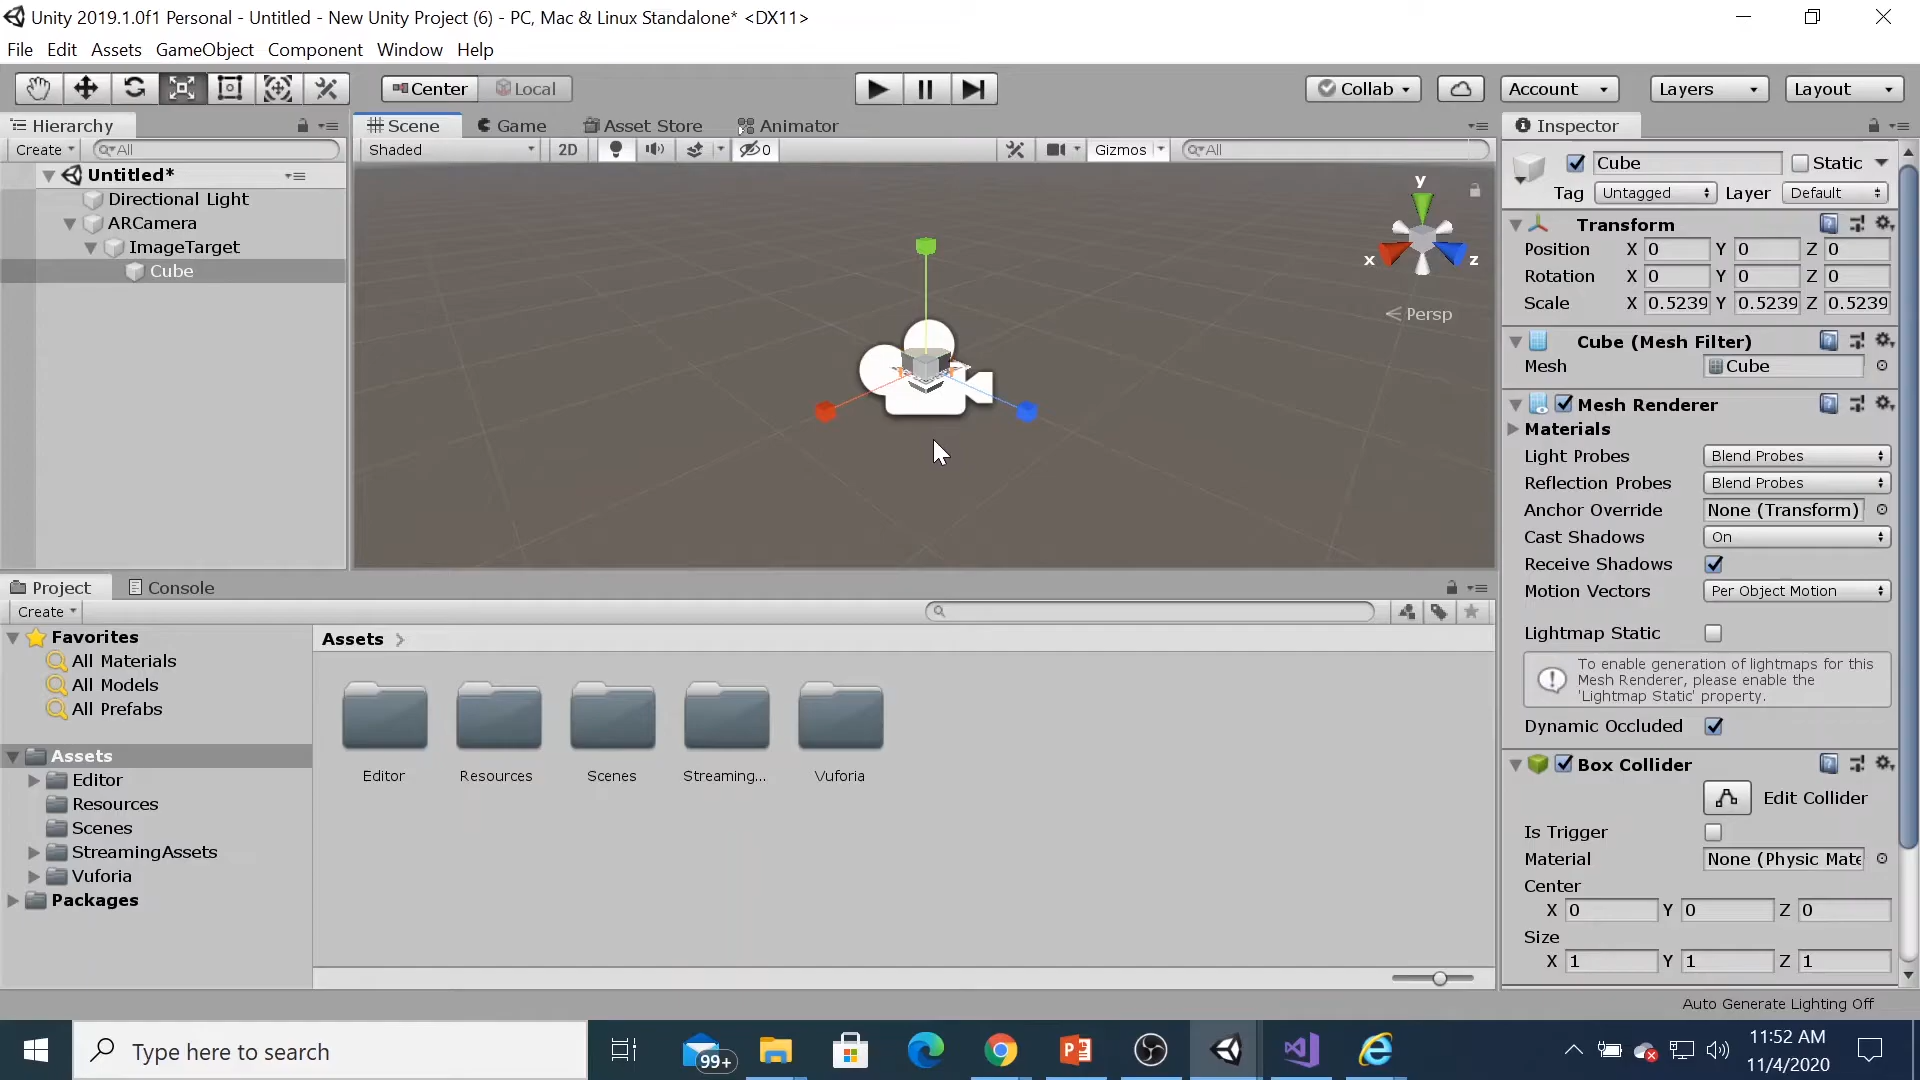 Unity 2019.1.0f1 Personal - Untitled - New Unity Project (6) - PC, Mac & Linux Standalone* <DX11>
File Edit Assets GameObject Component Window Help
Center Local Collab Account Layers Layout
Hierarchy
Create All
Untitled*
Directional Light
ARCamera
ImageTarget
Cube
Scene Game Asset Store Animator
Shaded 2D 0 Gizmos All
y
x z
Persp
Inspector
Cube Static
Tag Untagged Layer Default
Transform
Position X 0 Y 0 Z 0
Rotation X 0 Y 0 Z 0
Scale X 0.5239 Y 0.5239 Z 0.5239
Cube (Mesh Filter)
Mesh Cube
Mesh Renderer
Materials
Light Probes Blend Probes
Reflection Probes Blend Probes
Anchor Override None (Transform)
Cast Shadows On
Receive Shadows
Motion Vectors Per Object Motion
Lightmap Static
To enable generation of lightmaps for this
Mesh Renderer, please enable the
'Lightmap Static' property.
Dynamic Occluded
Box Collider
Edit Collider
Is Trigger
Material None (Physic Mate
Center
X 0 Y 0 Z 0
Size
X 1 Y 1 Z 1
Project Console
Create
Favorites
All Materials
All Models
All Prefabs
Assets
Editor
Resources
Scenes
StreamingAssets
Vuforia
Packages
Assets
Editor Resources Scenes Streaming... Vuforia
Auto Generate Lighting Off
Type here to search
99+
11:52 AM
11/4/2020